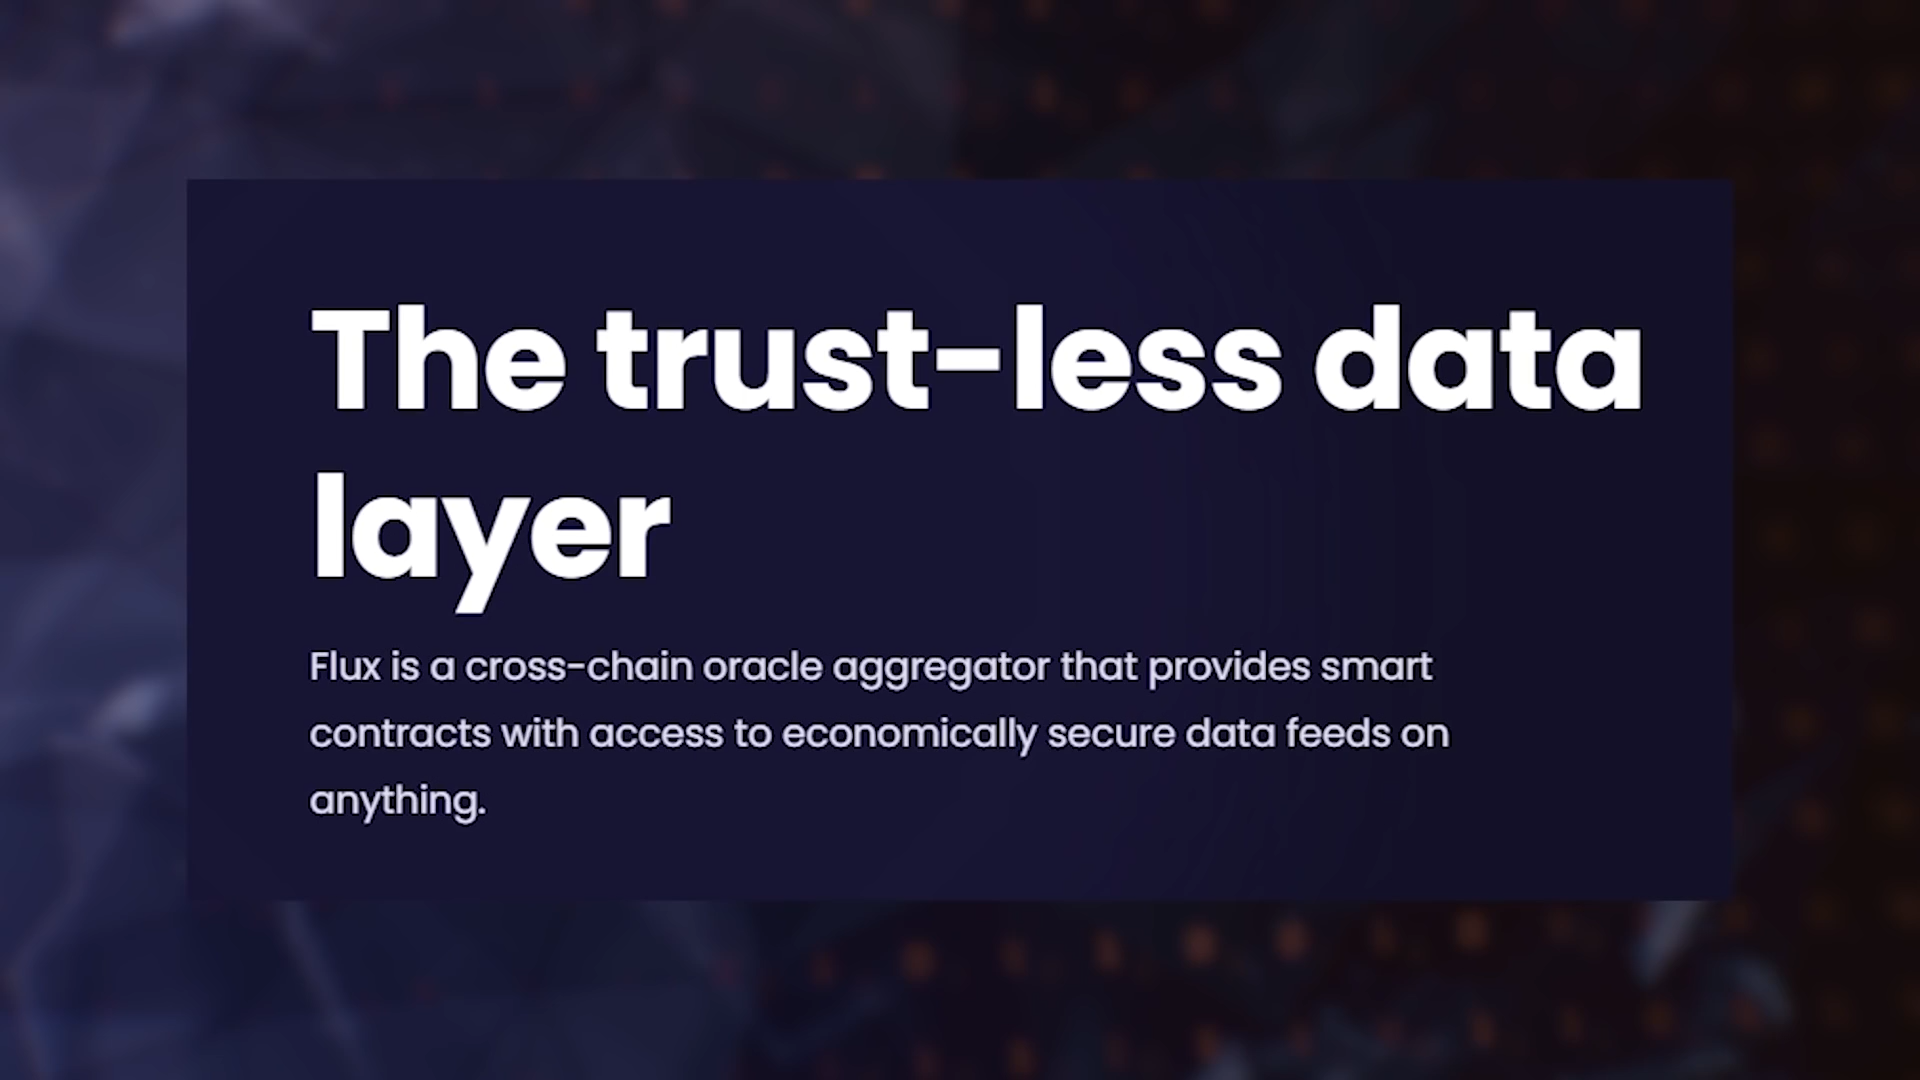 The trust-less data
layer
Flux is a cross-chain oracle aggregator that provides smart
contracts with access to economically secure data feeds on
anything.